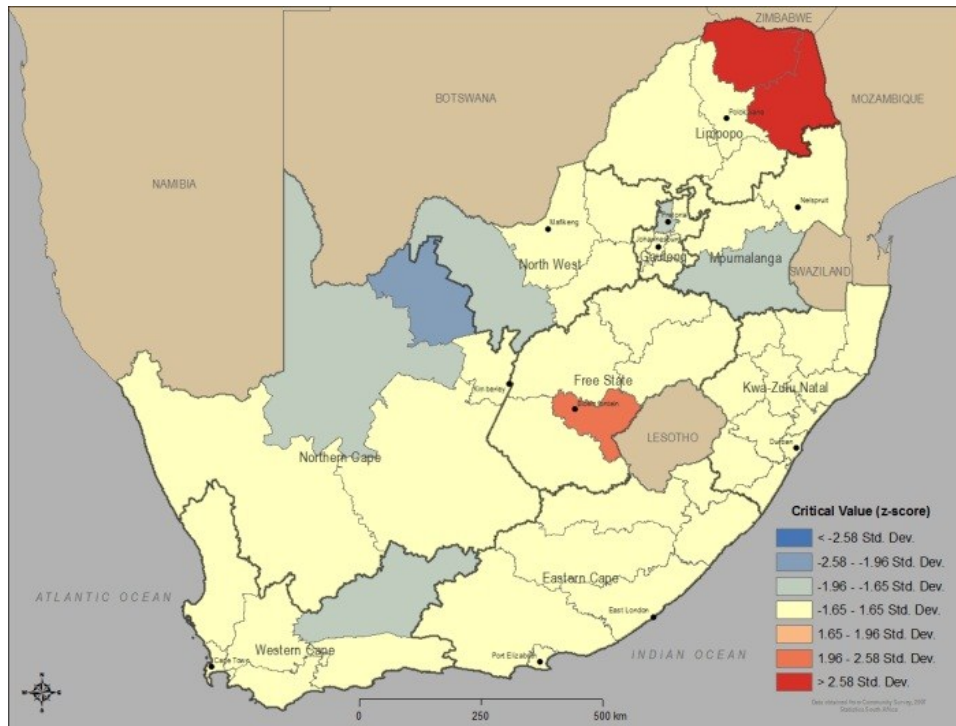 ZIMBABWE
BOTSWANA
MOZAMBIQUE
Limpopo
NAMIBIA
Nelspruit
Mafikeng
Johannesburg
North West
Gauteng
Mpumalanga
SWAZILAND
Free State
Kimberley
Kwa-Zulu Natal
LESOTHO
Durban
Northern Cape
Critical Value (z-score)
< -2.58 Std. Dev.
-2.58 - -1.96 Std. Dev.
-1.96 - -1.65 Std. Dev.
-1.65 - 1.65 Std. Dev.
1.65 - 1.96 Std. Dev.
1.96 - 2.58 Std. Dev.
> 2.58 Std. Dev.
Eastern Cape
ATLANTIC OCEAN
East London
Western Cape
Port Elizabeth
INDIAN OCEAN
Cape Town
0 250 500 km
Statistics South Africa